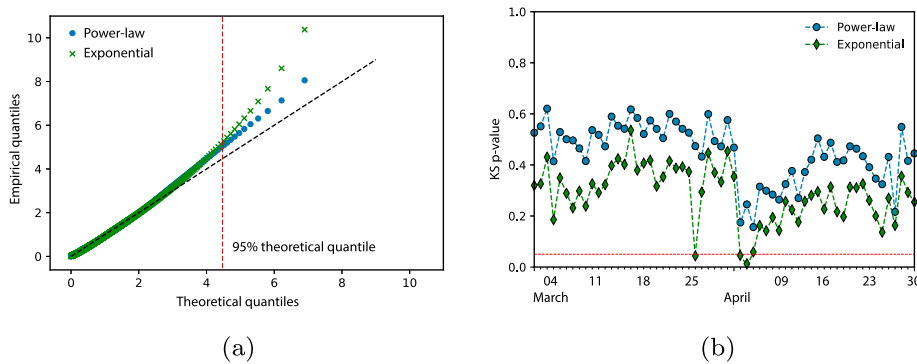 10
8
6
4
2
0
Empirical quantiles
Power-law
Exponential
95% theoretical quantile
0 2 4 6 8 10
Theoretical quantiles
(a)
1.0
0.8
0.6
0.4
0.2
0.0
KS p-value
Power-law
Exponential
04 11 18 25 02 09 16 23 30
March April
(b)